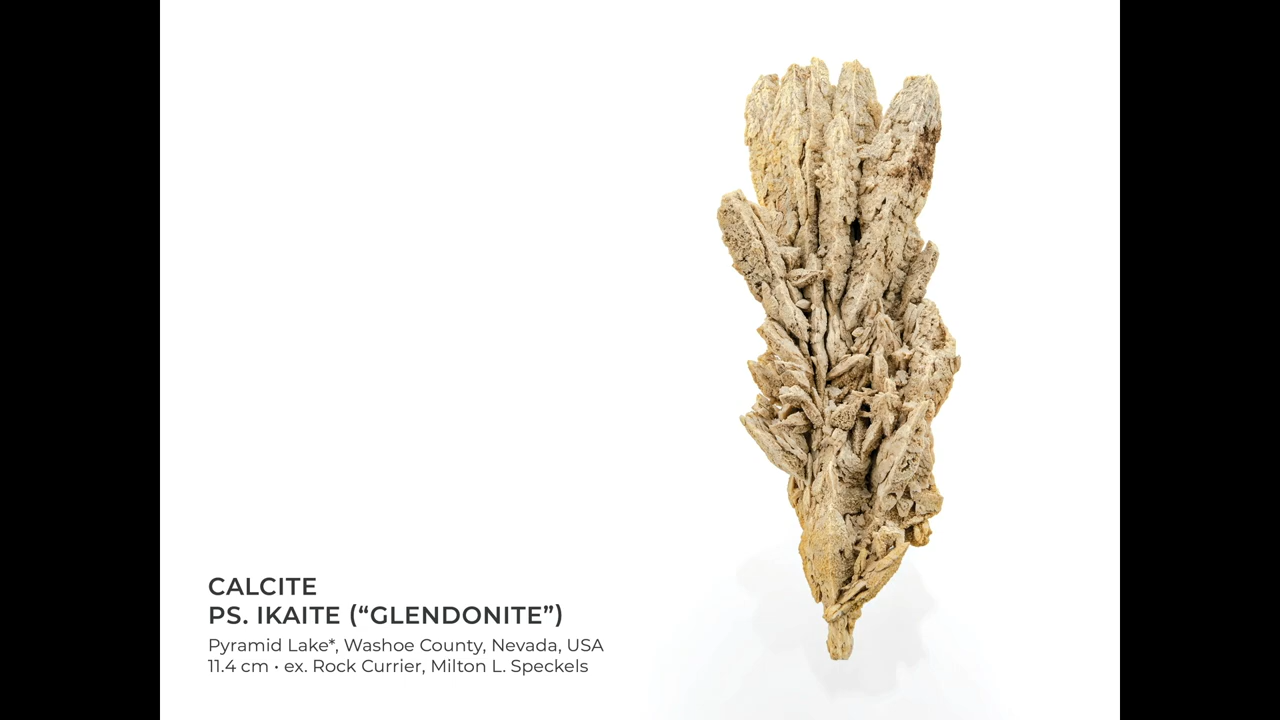 CALCITE
PS. IKAITE (“GLENDONITE”)
Pyramid Lake*, Washoe County, Nevada, USA
11.4 cm • ex. Rock Currier, Milton L. Speckels